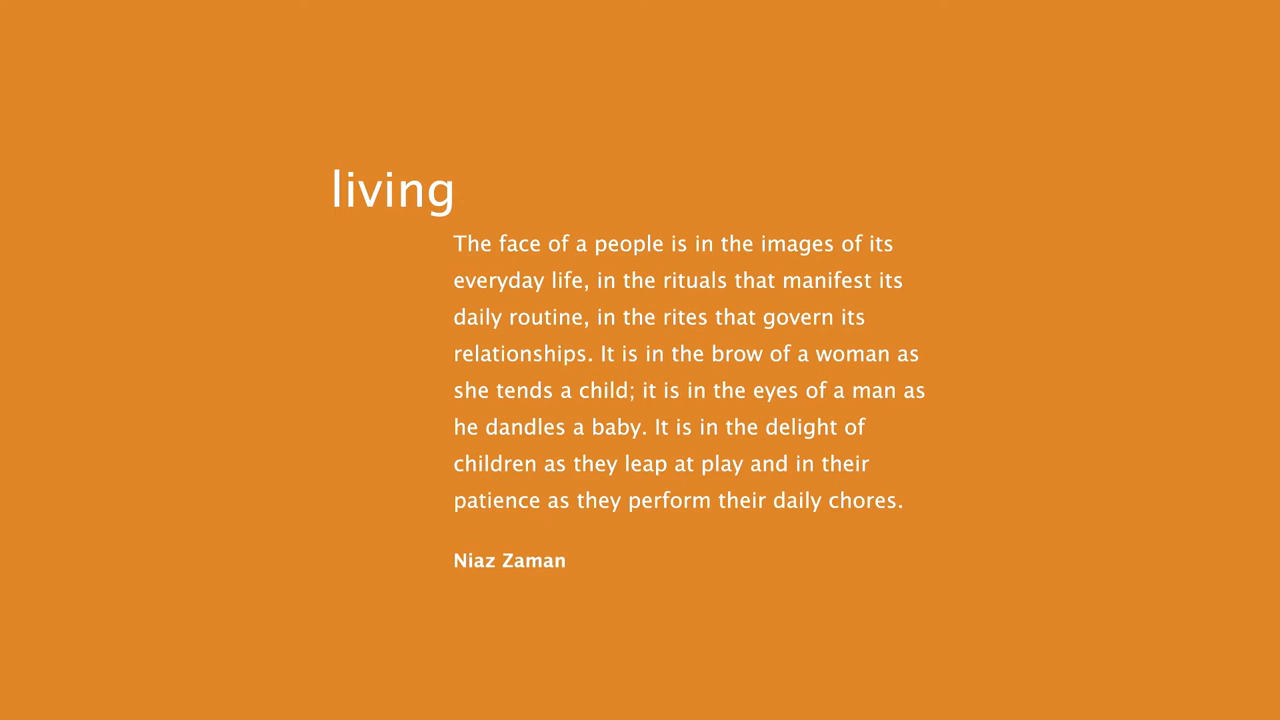 living
The face of a people is in the images of its
everyday life, in the rituals that manifest its
daily routine, in the rites that govern its
relationships. It is in the brow of a woman as
she tends a child; it is in the eyes of a man as
he dandles a baby. It is in the delight of
children as they leap at play and in their
patience as they perform their daily chores.
Niaz Zaman